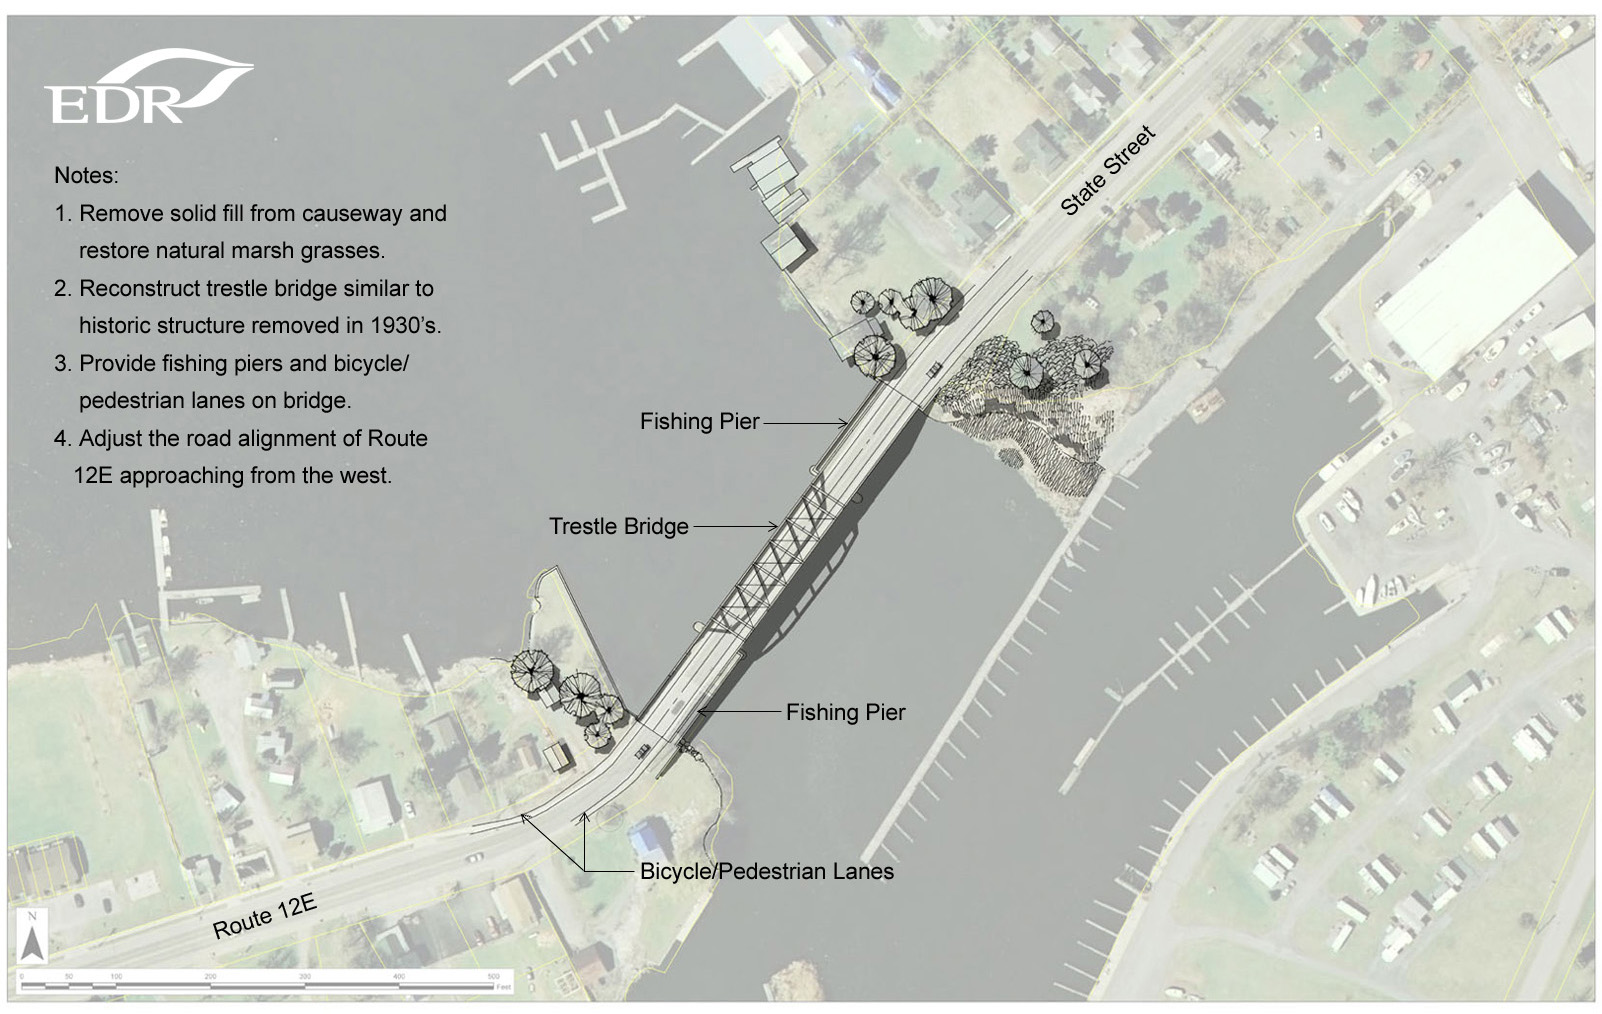 EDR
Notes:
1. Remove solid fill from causeway and
restore natural marsh grasses.
2. Reconstruct trestle bridge similar to
historic structure removed in 1930’s.
3. Provide fishing piers and bicycle/
pedestrian lanes on bridge.
4. Adjust the road alignment of Route
12E approaching from the west.
State Street
Fishing Pier
Trestle Bridge
Fishing Pier
Bicycle/Pedestrian Lanes
Route 12E
N
0 50 100 200 300 400 500
Feet